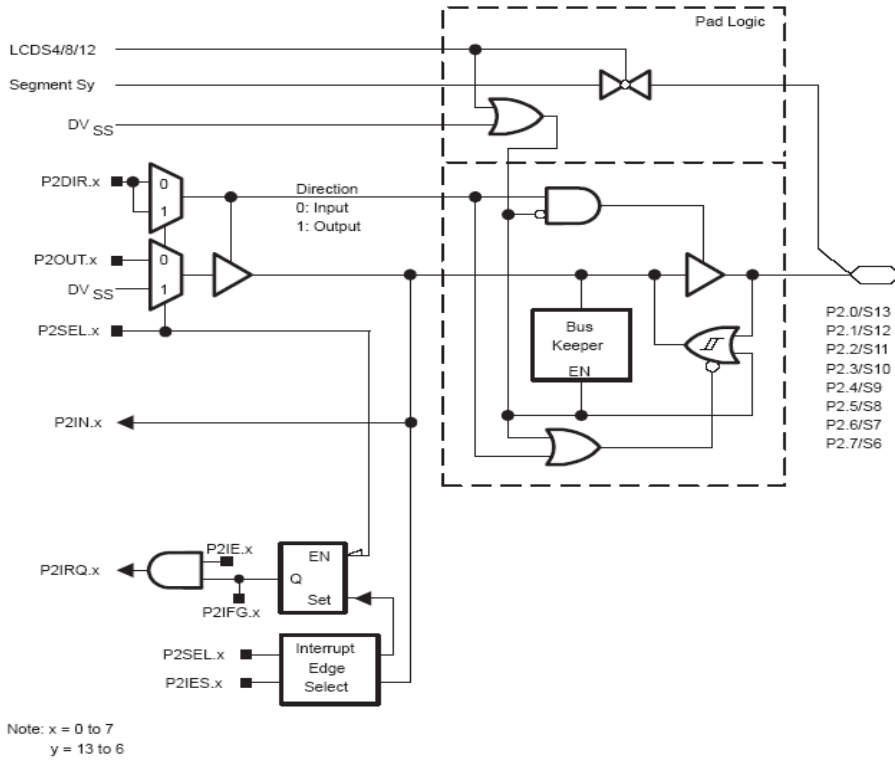 Pad Logic
LCDS4/8/12
Segment Sy
DVSS
P2DIR.x
0
1
Direction
0: Input
1: Output
P2OUT.x
0
DVSS
1
P2SEL.x
Bus
Keeper
EN
P2.0/S13
P2.1/S12
P2.2/S11
P2.3/S10
P2.4/S9
P2.5/S8
P2.6/S7
P2.7/S6
P2IN.x
P2IE.x
P2IRQ.x
EN
Q
Set
P2IFG.x
P2SEL.x
P2IES.x
Interrupt
Edge
Select
Note: x = 0 to 7
y = 13 to 6